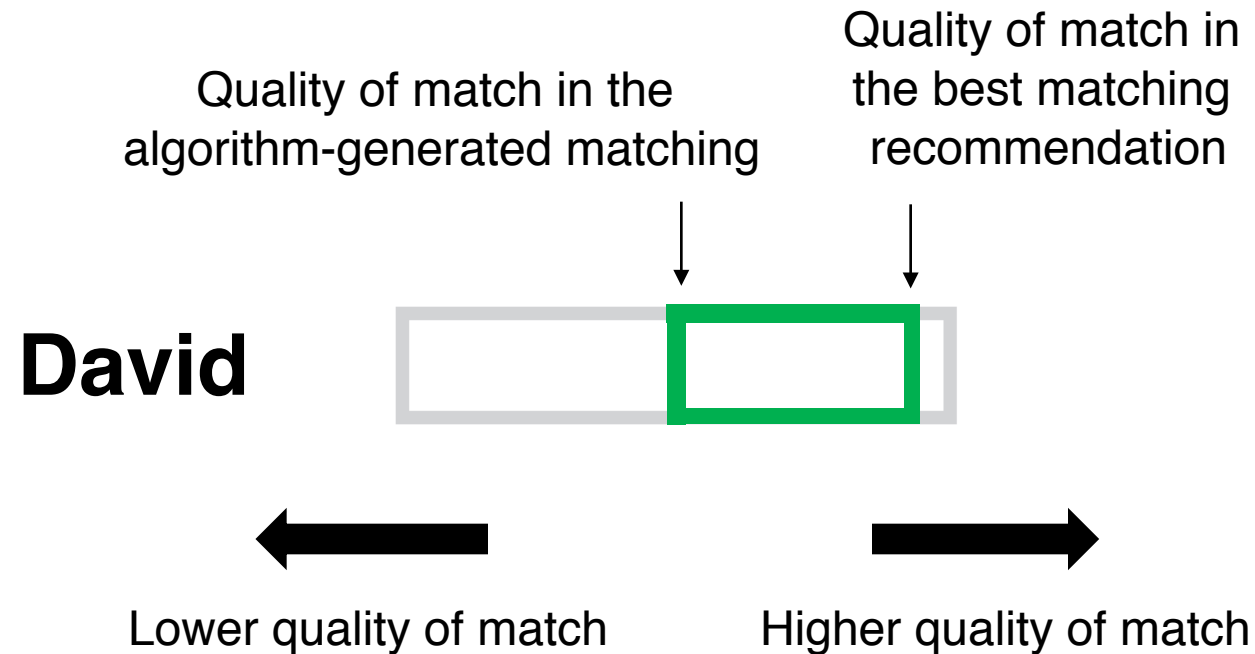 Quality of match in the
algorithm-generated matching
Quality of match in
the best matching
recommendation
David
Lower quality of match
Higher quality of match